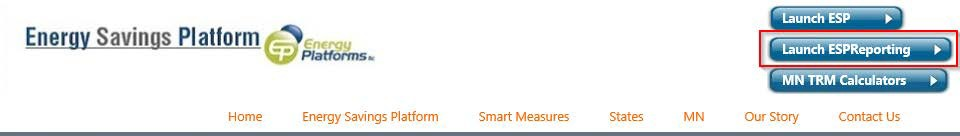 Energy Savings Platform
EP
Energy
Platforms LLC
Launch ESP
Launch ESPReporting
MN TRM Calculators
Home Energy Savings Platform Smart Measures States MN Our Story Contact Us